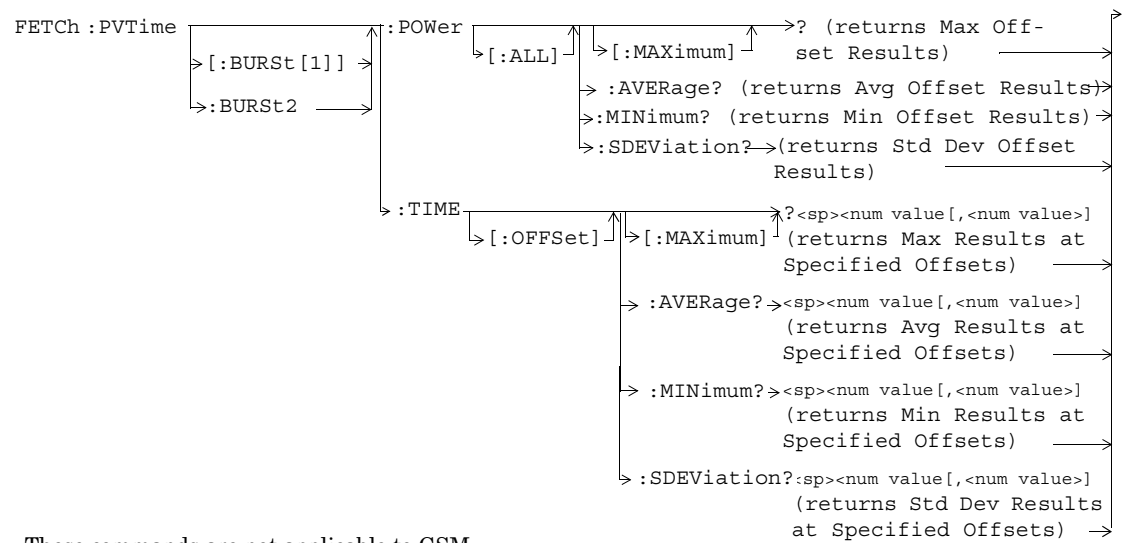 FETCh :PVTime :POWer ? (returns Max Off-
[:BURSt[1]] [:ALL] [:MAXimum] set Results)
:BURSt2 :AVERage? (returns Avg Offset Results)
:MINimum? (returns Min Offset Results)
:SDEViation? (returns Std Dev Offset
Results)
:TIME ?<sp><num value[,<num value>]
[:OFFSet] [:MAXimum] (returns Max Results at
Specified Offsets)
:AVERage? <sp><num value[,<num value>]
(returns Avg Results at
Specified Offsets)
:MINimum? <sp><num value[,<num value>]
(returns Min Results at
Specified Offsets)
:SDEViation? :sp><num value[,<num value>]
(returns Std Dev Results
at Specified Offsets)